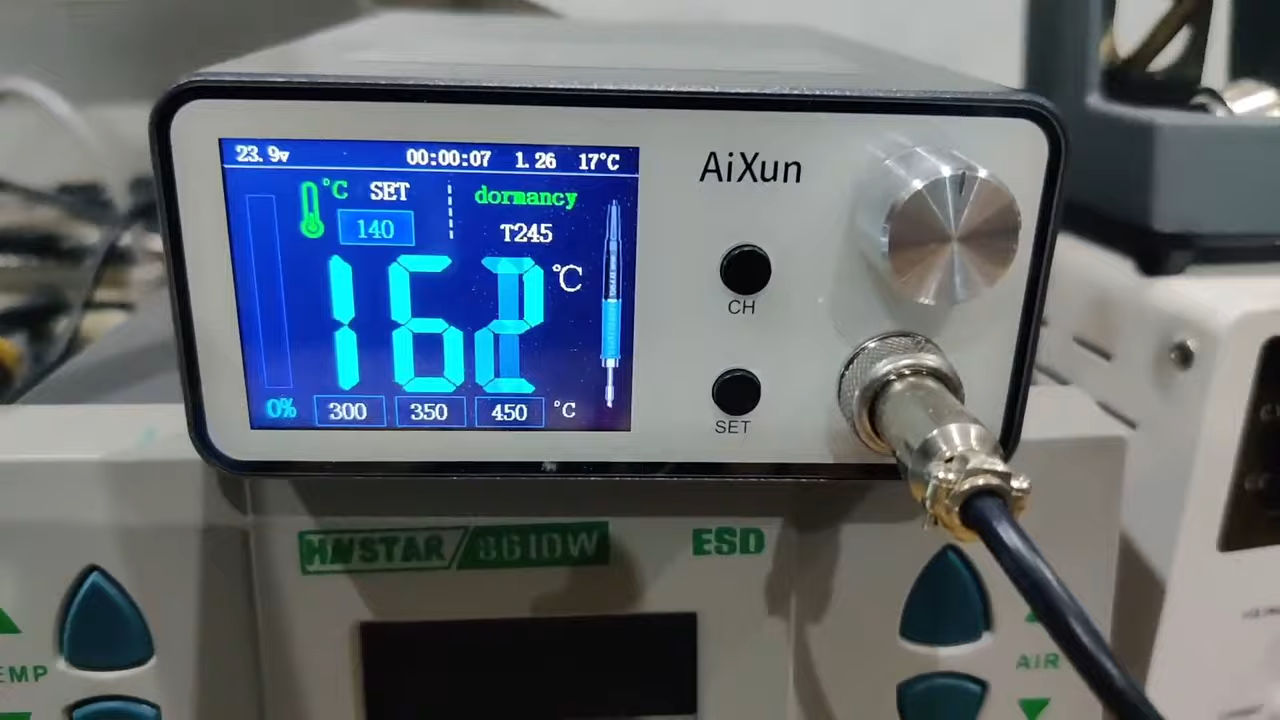 23.9v 00:00:07 1.26 17°C
°C SET dormancy
140 T245
162 °C
0% 300 350 450 °C
AiXun
CH
SET
HNSTAR/861DW ESD
EMP
AIR